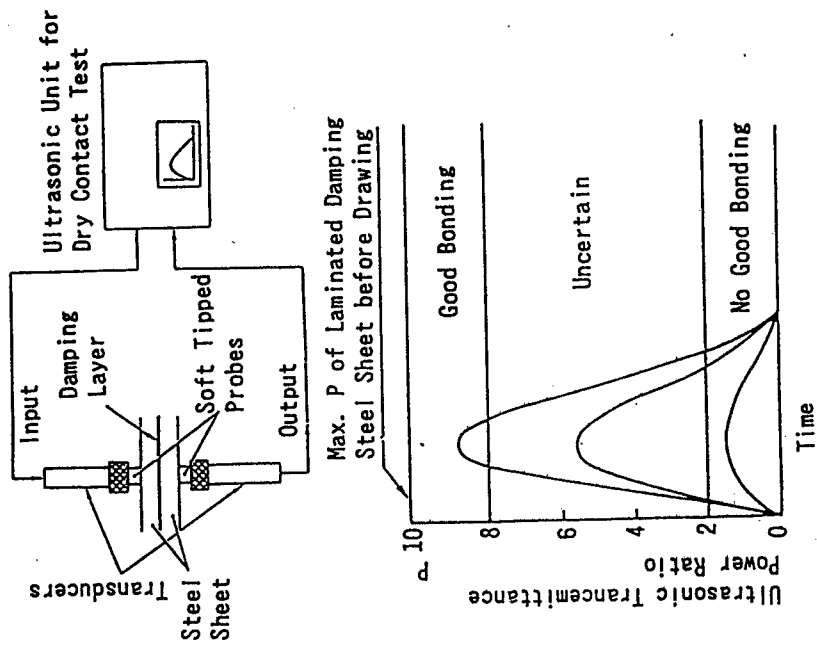 Ultrasonic Unit for
Dry Contact Test
Input
Damping
Layer
Soft Tipped
Probes
Output
Transducers
Steel
Sheet
Max. P of Laminated Damping
Steel Sheet before Drawing
Good Bonding
Uncertain
No Good Bonding
10
8
6
4
2
0
P
Ultrasonic Trancemittance
Power Ratio
Time